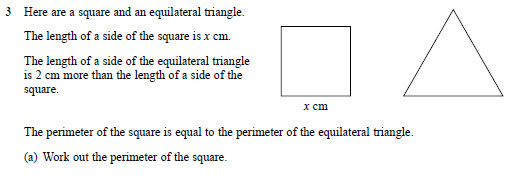 3 Here are a square and an equilateral triangle.
The length of a side of the square is x cm.
The length of a side of the equilateral triangle
is 2 cm more than the length of a side of the
square.
x cm
The perimeter of the square is equal to the perimeter of the equilateral triangle.
(a) Work out the perimeter of the square.